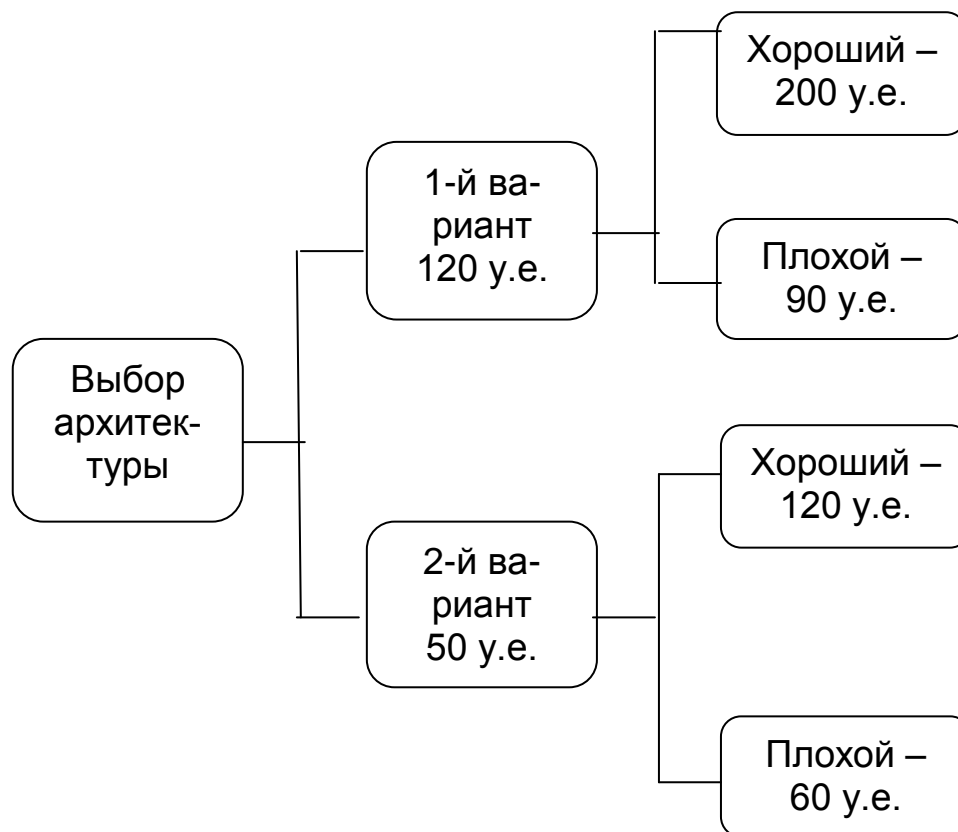 Хороший –
200 у.е.
1-й ва-
риант
120 у.е.
Плохой –
90 у.е.
Выбор
архитек-
туры
Хороший –
120 у.е.
2-й ва-
риант
50 у.е.
Плохой –
60 у.е.